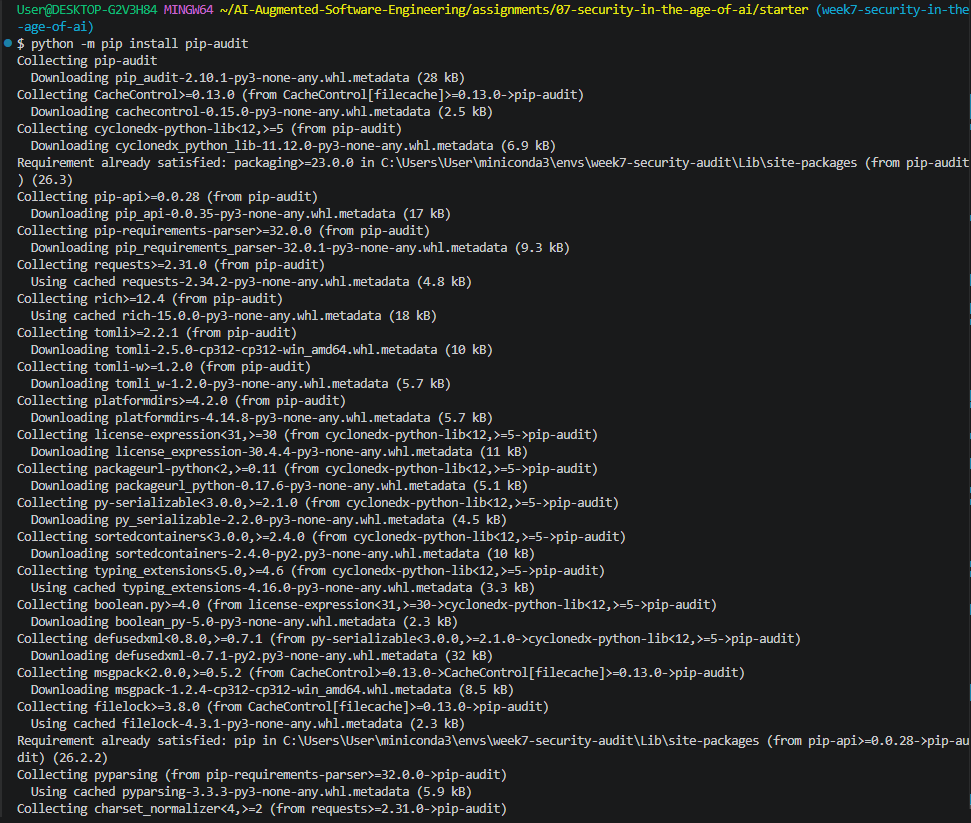 User@DESKTOP-G2V3H84 MINGW64 ~/AI-Augmented-Software-Engineering/assignments/07-security-in-the-age-of-ai/starter (week7-security-in-the
-age-of-ai)
$ python -m pip install pip-audit
Collecting pip-audit
  Downloading pip_audit-2.10.1-py3-none-any.whl.metadata (28 kB)
Collecting CacheControl>=0.13.0 (from CacheControl[filecache]>=0.13.0->pip-audit)
  Downloading cachecontrol-0.15.0-py3-none-any.whl.metadata (2.5 kB)
Collecting cyclonedx-python-lib<12,>=5 (from pip-audit)
  Downloading cyclonedx_python_lib-11.12.0-py3-none-any.whl.metadata (6.9 kB)
Requirement already satisfied: packaging>=23.0.0 in C:\Users\User\miniconda3\envs\week7-security-audit\Lib\site-packages (from pip-audit
) (26.3)
Collecting pip-api>=0.0.28 (from pip-audit)
  Downloading pip_api-0.0.35-py3-none-any.whl.metadata (17 kB)
Collecting pip-requirements-parser>=32.0.0 (from pip-audit)
  Downloading pip_requirements_parser-32.0.1-py3-none-any.whl.metadata (9.3 kB)
Collecting requests>=2.31.0 (from pip-audit)
  Using cached requests-2.34.2-py3-none-any.whl.metadata (4.8 kB)
Collecting rich>=12.4 (from pip-audit)
  Using cached rich-15.0.0-py3-none-any.whl.metadata (18 kB)
Collecting tomli>=2.2.1 (from pip-audit)
  Downloading tomli-2.5.0-cp312-cp312-win_amd64.whl.metadata (10 kB)
Collecting tomli-w>=1.2.0 (from pip-audit)
  Downloading tomli_w-1.2.0-py3-none-any.whl.metadata (5.7 kB)
Collecting platformdirs>=4.2.0 (from pip-audit)
  Downloading platformdirs-4.14.8-py3-none-any.whl.metadata (5.7 kB)
Collecting license-expression<31,>=30 (from cyclonedx-python-lib<12,>=5->pip-audit)
  Downloading license_expression-30.4.4-py3-none-any.whl.metadata (11 kB)
Collecting packageurl-python<2,>=0.11 (from cyclonedx-python-lib<12,>=5->pip-audit)
  Downloading packageurl_python-0.17.6-py3-none-any.whl.metadata (5.1 kB)
Collecting py-serializable<3.0.0,>=2.1.0 (from cyclonedx-python-lib<12,>=5->pip-audit)
  Downloading py_serializable-2.2.0-py3-none-any.whl.metadata (4.5 kB)
Collecting sortedcontainers<3.0.0,>=2.4.0 (from cyclonedx-python-lib<12,>=5->pip-audit)
  Downloading sortedcontainers-2.4.0-py2.py3-none-any.whl.metadata (10 kB)
Collecting typing_extensions<5.0,>=4.6 (from cyclonedx-python-lib<12,>=5->pip-audit)
  Using cached typing_extensions-4.16.0-py3-none-any.whl.metadata (3.3 kB)
Collecting boolean.py>=4.0 (from license-expression<31,>=30->cyclonedx-python-lib<12,>=5->pip-audit)
  Downloading boolean_py-5.0-py3-none-any.whl.metadata (2.3 kB)
Collecting defusedxml<0.8.0,>=0.7.1 (from py-serializable<3.0.0,>=2.1.0->cyclonedx-python-lib<12,>=5->pip-audit)
  Downloading defusedxml-0.7.1-py2.py3-none-any.whl.metadata (32 kB)
Collecting msgpack<2.0.0,>=0.5.2 (from CacheControl>=0.13.0->CacheControl[filecache]>=0.13.0->pip-audit)
  Downloading msgpack-1.2.4-cp312-cp312-win_amd64.whl.metadata (8.5 kB)
Collecting filelock>=3.8.0 (from CacheControl[filecache]>=0.13.0->pip-audit)
  Using cached filelock-4.3.1-py3-none-any.whl.metadata (2.3 kB)
Requirement already satisfied: pip in C:\Users\User\miniconda3\envs\week7-security-audit\Lib\site-packages (from pip-api>=0.0.28->pip-au
dit) (26.2.2)
Collecting pyparsing (from pip-requirements-parser>=32.0.0->pip-audit)
  Using cached pyparsing-3.3.3-py3-none-any.whl.metadata (5.9 kB)
Collecting charset_normalizer<4,>=2 (from requests>=2.31.0->pip-audit)